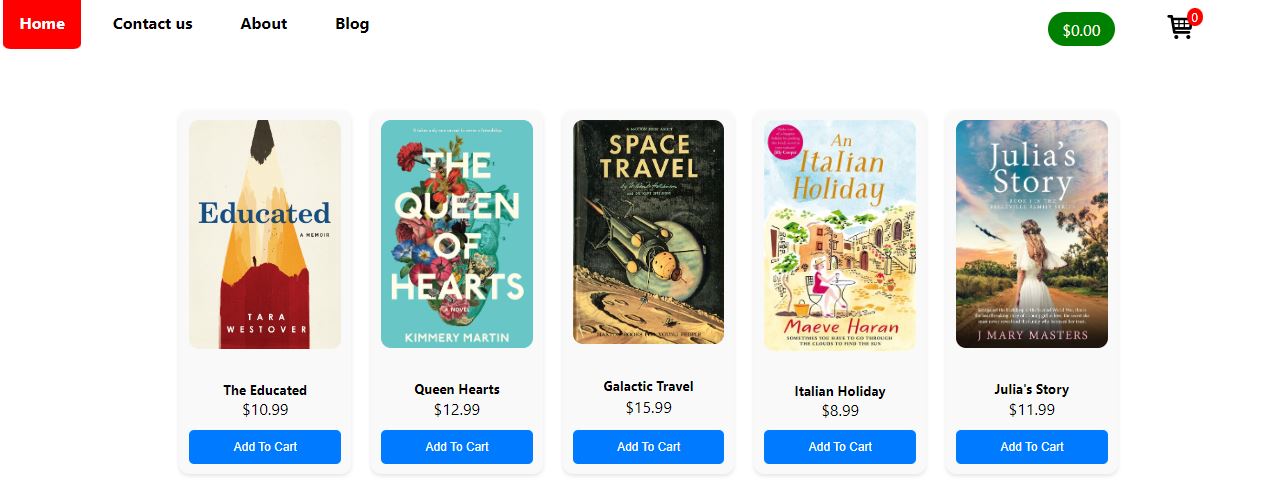 Home Contact us About Blog $0.00 0
Educated
A MEMOIR
TARA
WESTOVER
The Educated
$10.99
Add To Cart
THE
QUEEN
OF
HEARTS
A NOVEL
KIMMERY MARTIN
Queen Hearts
$12.99
Add To Cart
SPACE
TRAVEL
Galactic Travel
$15.99
Add To Cart
An
Italian
Holiday
Maeve Haran
SOMETIMES YOU HAVE TO GO THROUGH
THE CLOUDS TO FIND THE SUN
Italian Holiday
$8.99
Add To Cart
Julia's
Story
BOOK 1 IN THE
J MARY MASTERS
Julia's Story
$11.99
Add To Cart